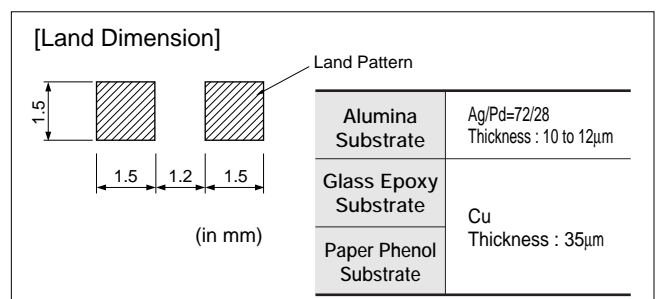 [Land Dimension]
Land Pattern
1.5
1.5 1.2 1.5
(in mm)
Alumina
Substrate
Ag/Pd=72/28
Thickness : 10 to 12μm
Glass Epoxy
Substrate
Cu
Thickness : 35μm
Paper Phenol
Substrate